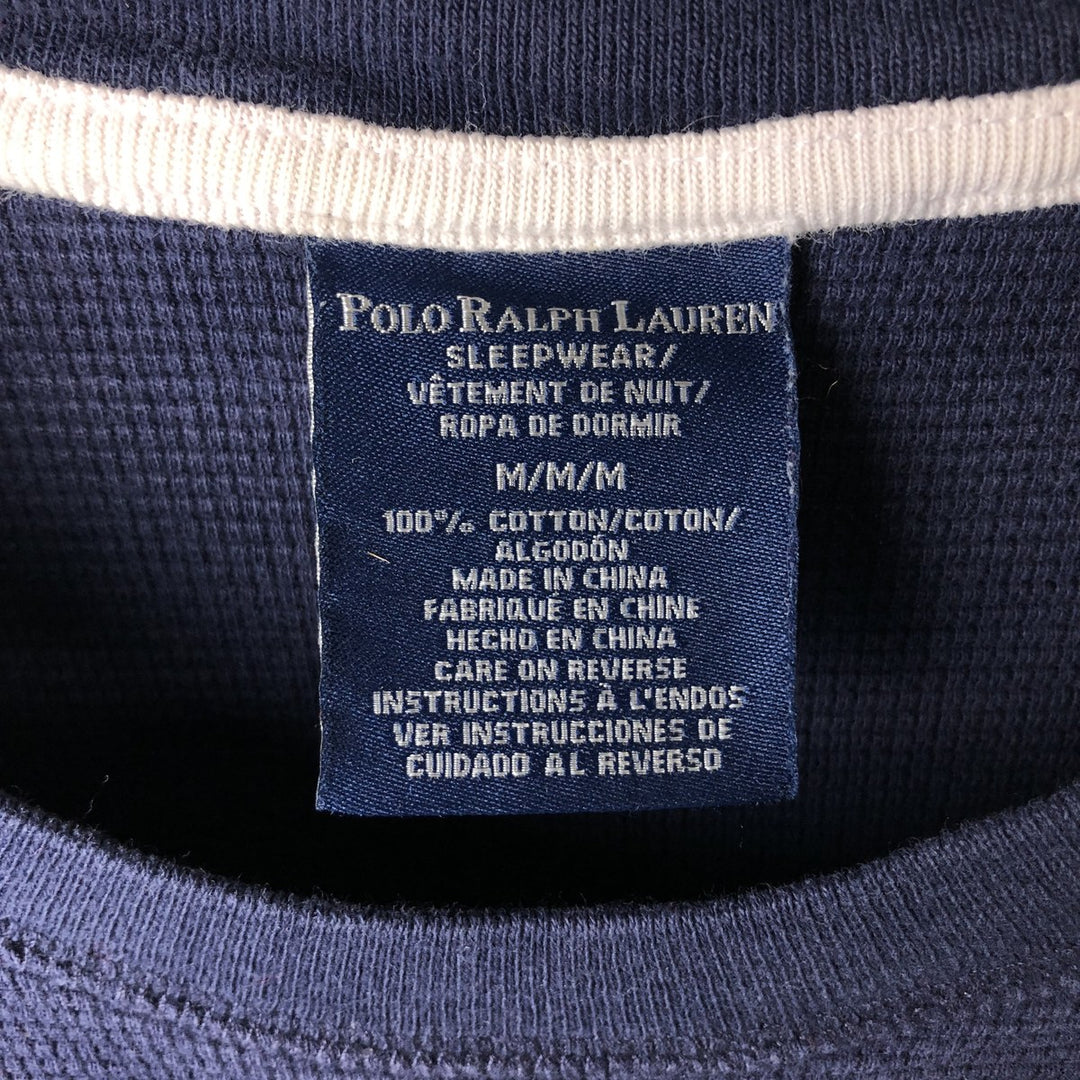 POLO RALPH LAUREN
SLEEPWEAR/
VÊTEMENT DE NUIT/
ROPA DE DORMIR
M/M/M
100% COTTON/COTON/
ALGODÓN
MADE IN CHINA
FABRIQUE EN CHINE
HECHO EN CHINA
CARE ON REVERSE
INSTRUCTIONS À L'ENDOS
VER INSTRUCCIONES DE
CUIDADO AL REVERSO